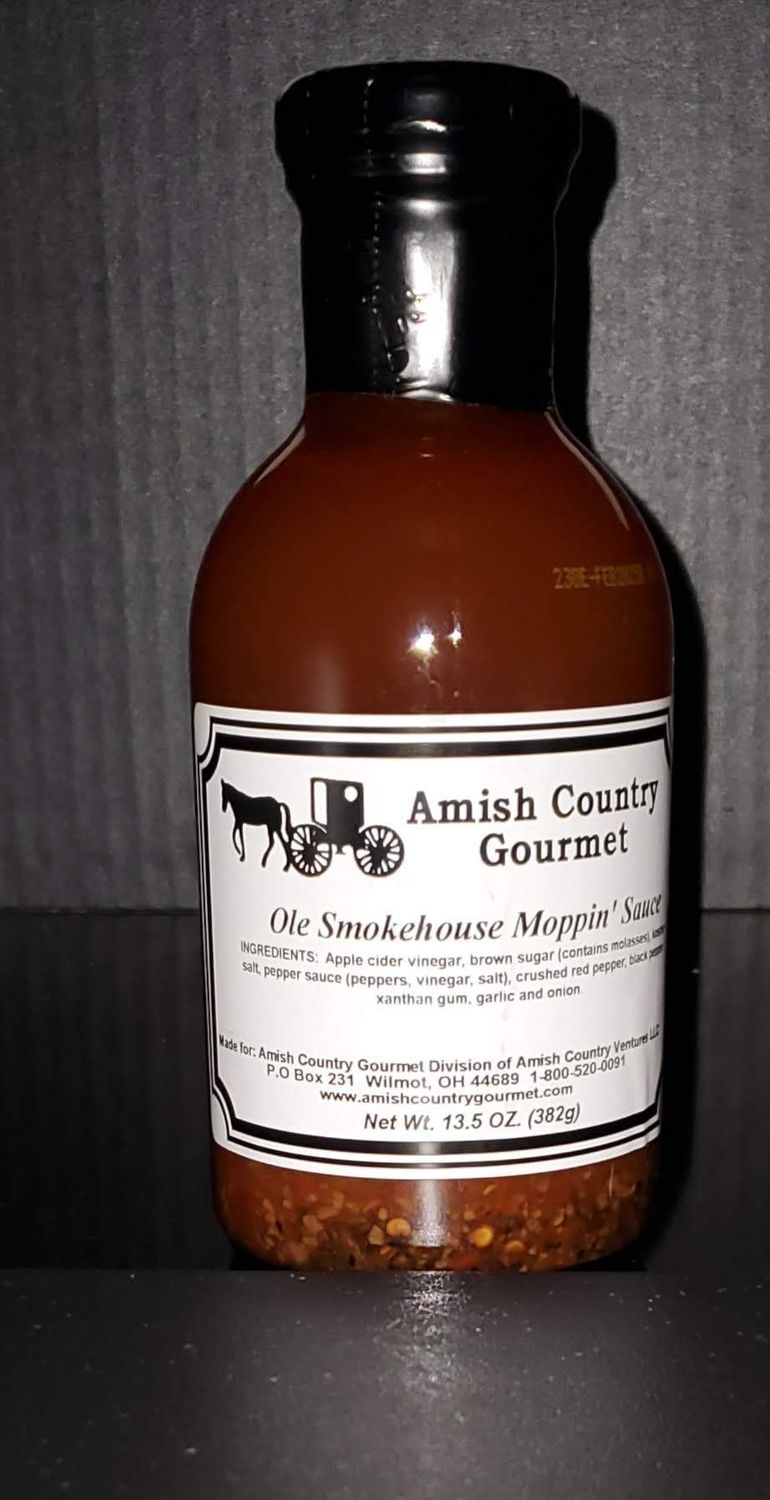 Amish Country
Gourmet
Ole Smokehouse Moppin' Sauce
INGREDIENTS: Apple cider vinegar, brown sugar (contains molasses), kosher
salt, pepper sauce (peppers, vinegar, salt), crushed red pepper, black pepper
xanthan gum, garlic and onion.
Made for: Amish Country Gourmet Division of Amish Country Ventures LLC
P.O Box 231 Wilmot, OH 44689 1-800-520-0091
www.amishcountrygourmet.com
Net Wt. 13.5 OZ. (382g)